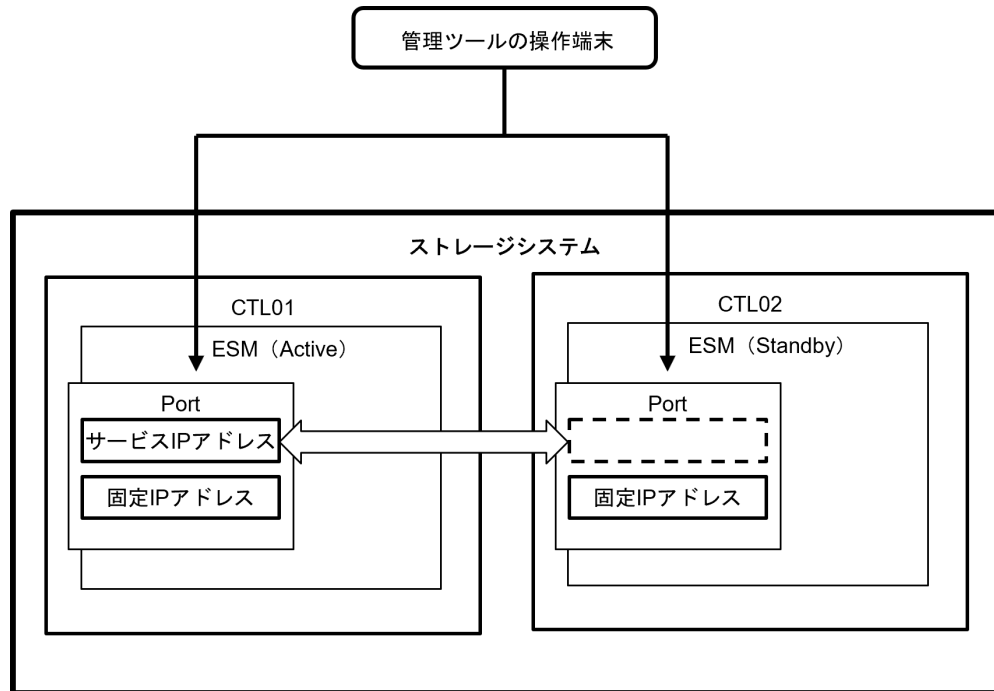 管理ツールの操作端末
ストレージシステム
CTL01
ESM（Active）
Port
サービスIPアドレス
固定IPアドレス
CTL02
ESM（Standby）
Port
固定IPアドレス